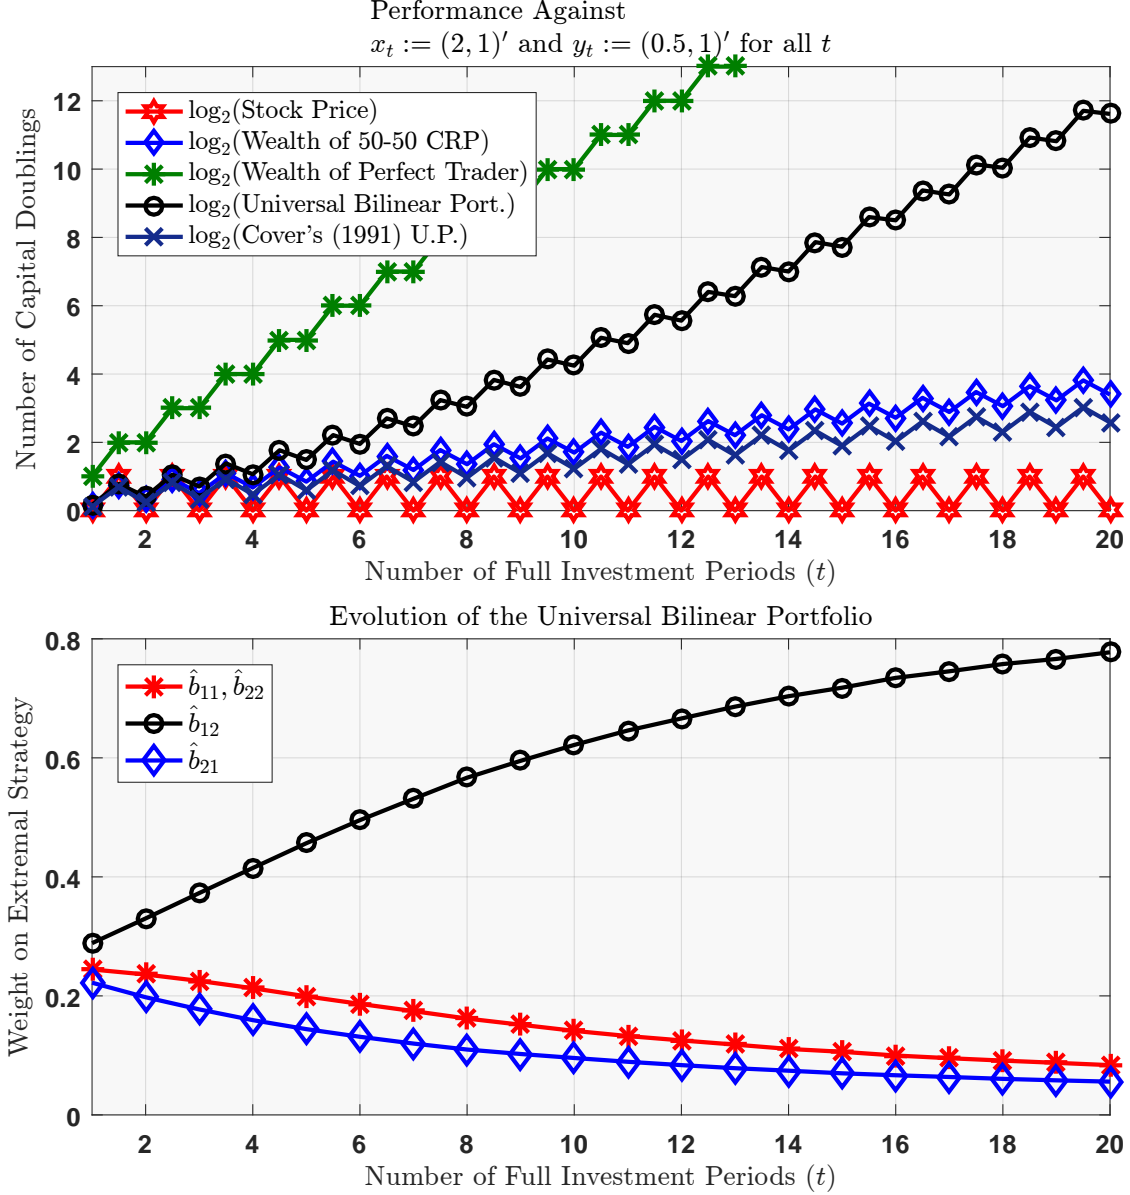 Performance Against
x_t := (2, 1)′ and y_t := (0.5, 1)′ for all t
Number of Capital Doublings
12
10
8
6
4
2
0
log₂(Stock Price)
log₂(Wealth of 50-50 CRP)
log₂(Wealth of Perfect Trader)
log₂(Universal Bilinear Port.)
log₂(Cover's (1991) U.P.)
2 4 6 8 10 12 14 16 18 20
Number of Full Investment Periods (t)
Evolution of the Universal Bilinear Portfolio
Weight on Extremal Strategy
0.8
0.6
0.4
0.2
0
b̂₁₁, b̂₂₂
b̂₁₂
b̂₂₁
2 4 6 8 10 12 14 16 18 20
Number of Full Investment Periods (t)